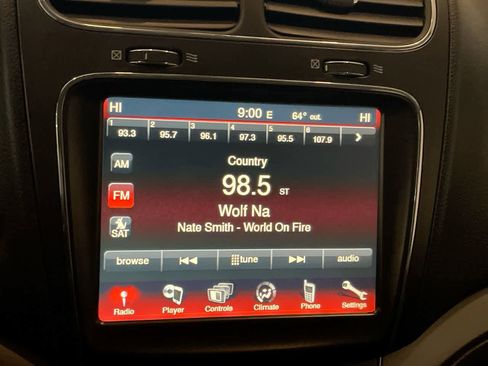 HI 9:00 E 64° out. HI
1 2 3 4 5 6
93.3 95.7 96.1 97.3 95.5 107.9
AM
Country
98.5 ST
FM
Wolf Na
Nate Smith - World On Fire
SAT
browse tune audio
Radio Player Controls Climate Phone Settings